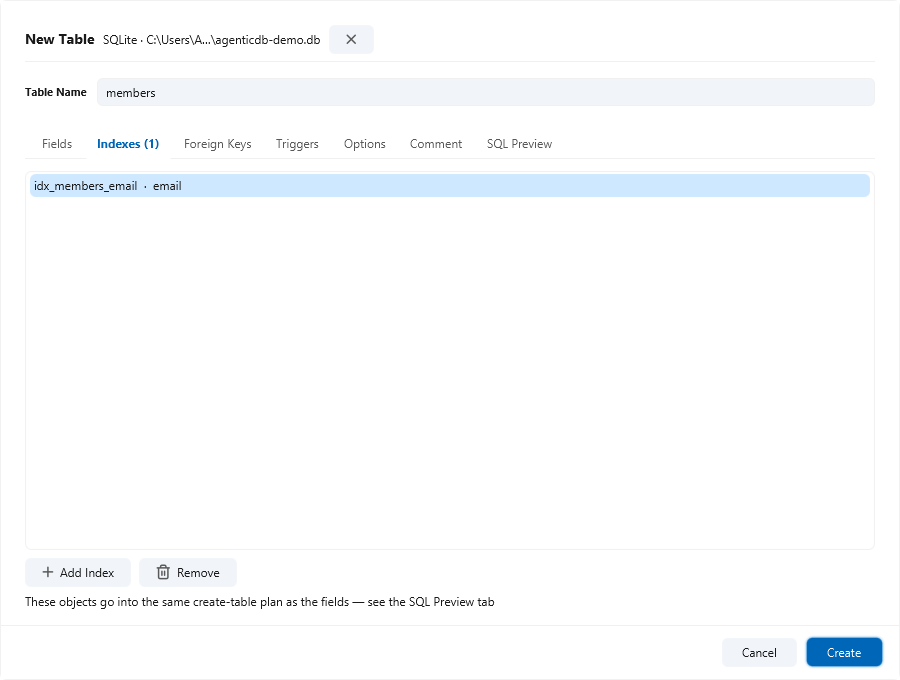 New Table SQLite · C:\Users\A...\agenticdb-demo.db
Table Name members
Fields Indexes (1) Foreign Keys Triggers Options Comment SQL Preview
idx_members_email · email
Add Index Remove
These objects go into the same create-table plan as the fields — see the SQL Preview tab
Cancel Create